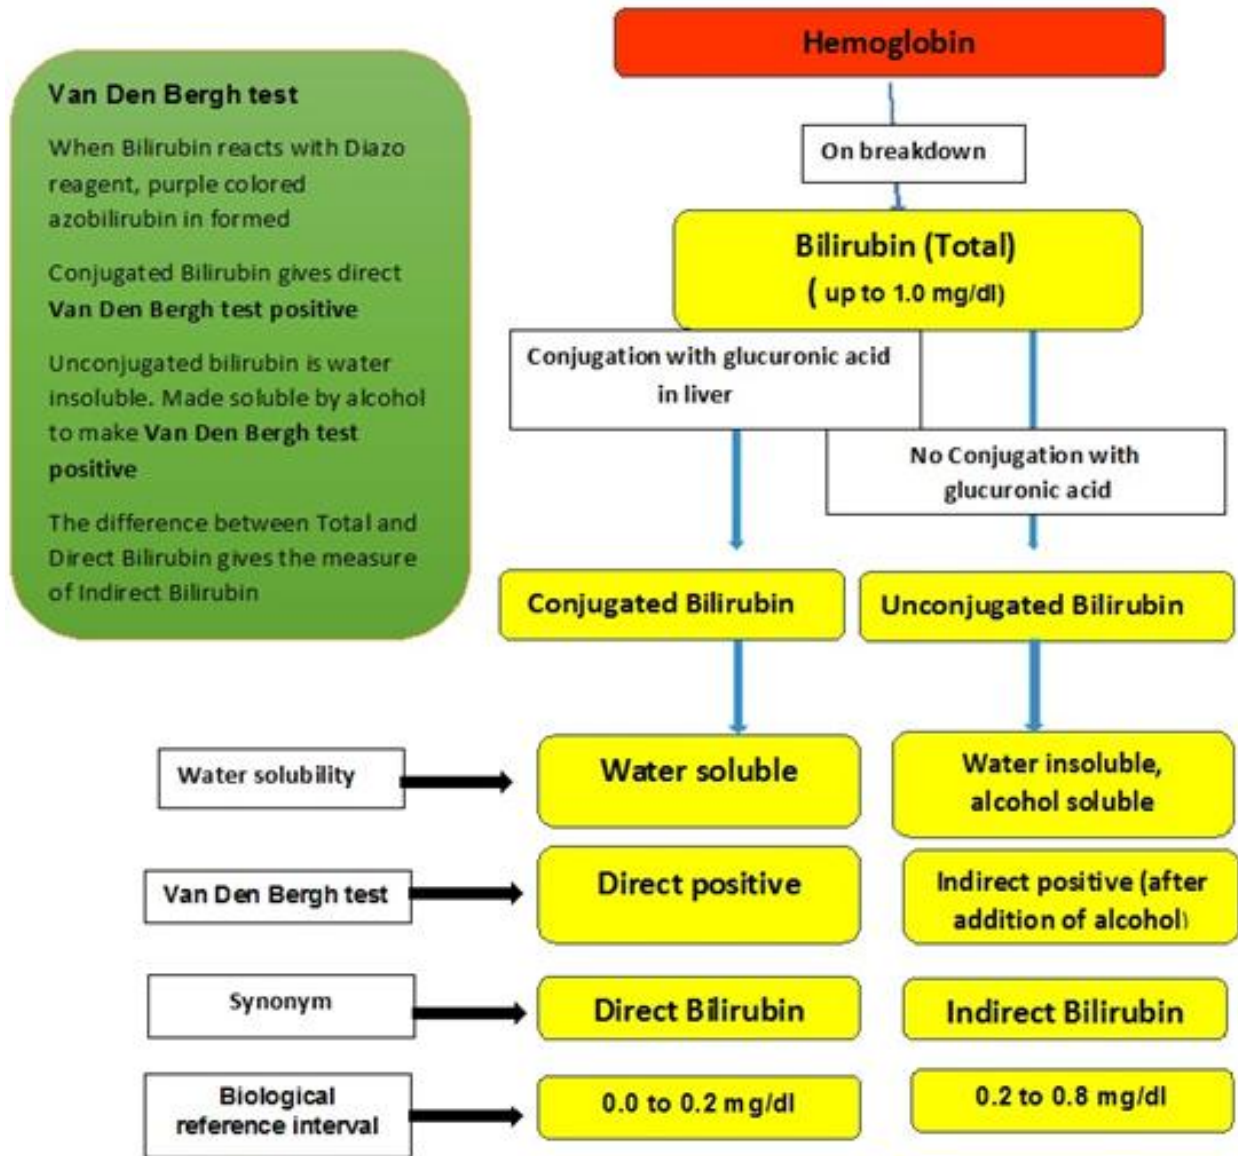 Hemoglobin
Van Den Bergh test
When Bilirubin reacts with Diazo
reagent, purple colored
azobilirubin in formed
Conjugated Bilirubin gives direct
Van Den Bergh test positive
Unconjugated bilirubin is water
insoluble. Made soluble by alcohol
to make Van Den Bergh test
positive
The difference between Total and
Direct Bilirubin gives the measure
of Indirect Bilirubin
On breakdown
Bilirubin (Total)
( up to 1.0 mg/dl)
Conjugation with glucuronic acid
in liver
No Conjugation with
glucuronic acid
Conjugated Bilirubin
Unconjugated Bilirubin
Water solubility
Water soluble
Water insoluble,
alcohol soluble
Van Den Bergh test
Direct positive
Indirect positive (after
addition of alcohol)
Synonym
Direct Bilirubin
Indirect Bilirubin
Biological
reference interval
0.0 to 0.2 mg/dl
0.2 to 0.8 mg/dl